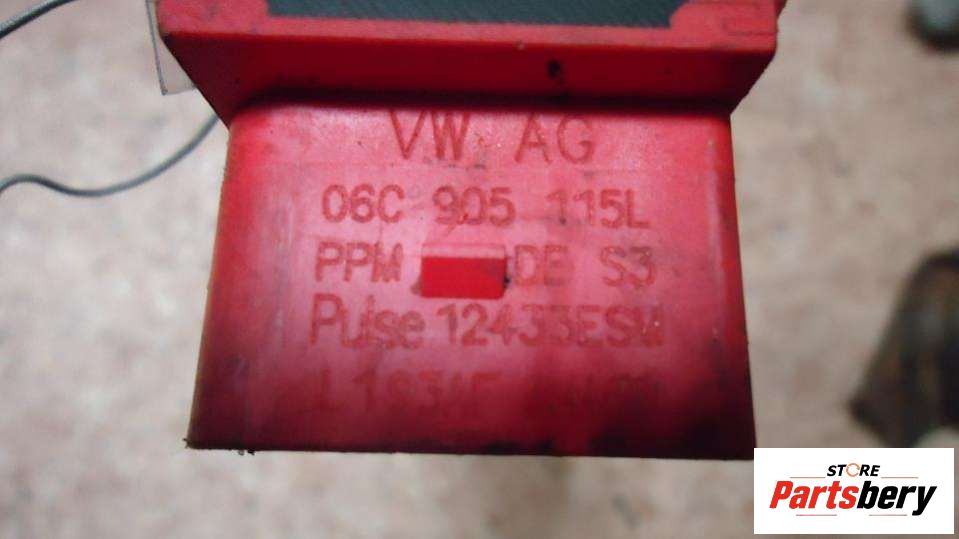 VW AG
06C 905 115L
PPM DE S3
Pulse 12433ESM
STORE
Partsbery